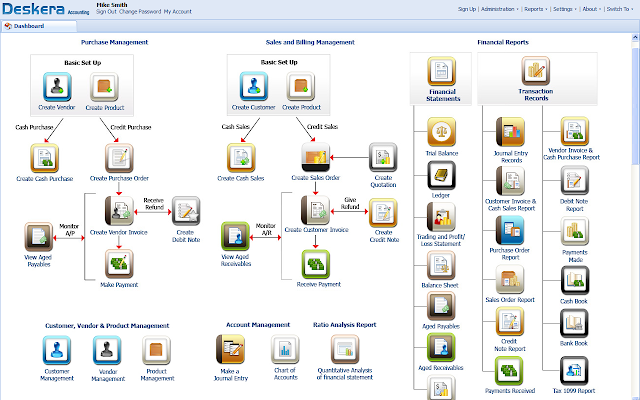 Deskera Accounting
Mike Smith
Sign Out Change Password My Account
Sign Up | Administration | Reports | Settings | About | Switch To
Dashboard
Purchase Management
Basic Set Up
Create Vendor
Create Product
Cash Purchase
Credit Purchase
Create Cash Purchase
Create Purchase Order
Receive
Refund
Create Vendor Invoice
Create
Debit Note
Monitor
A/P
View Aged
Payables
Make Payment
Sales and Billing Management
Basic Set Up
Create Customer
Create Product
Cash Sales
Credit Sales
Create Cash Sales
Create Sales Order
Create
Quotation
Give
Refund
Create Customer Invoice
Create
Credit Note
Monitor
A/R
View Aged
Receivables
Receive Payment
Financial Reports
Financial
Statements
Transaction
Records
Trial Balance
Ledger
Trading and Profit/
Loss Statement
Balance Sheet
Aged Payables
Aged Receivables
Journal Entry
Records
Customer Invoice &
Cash Sales Report
Purchase Order
Report
Sales Order Report
Credit
Note Report
Payments Received
Vendor Invoice &
Cash Purchase Report
Debit Note
Report
Payments
Made
Cash Book
Bank Book
Tax 1099 Report
Customer, Vendor & Product Management
Customer
Management
Vendor
Management
Product
Management
Account Management
Make a
Journal Entry
Chart of
Accounts
Ratio Analysis Report
Quantitative Analysis
of financial statement